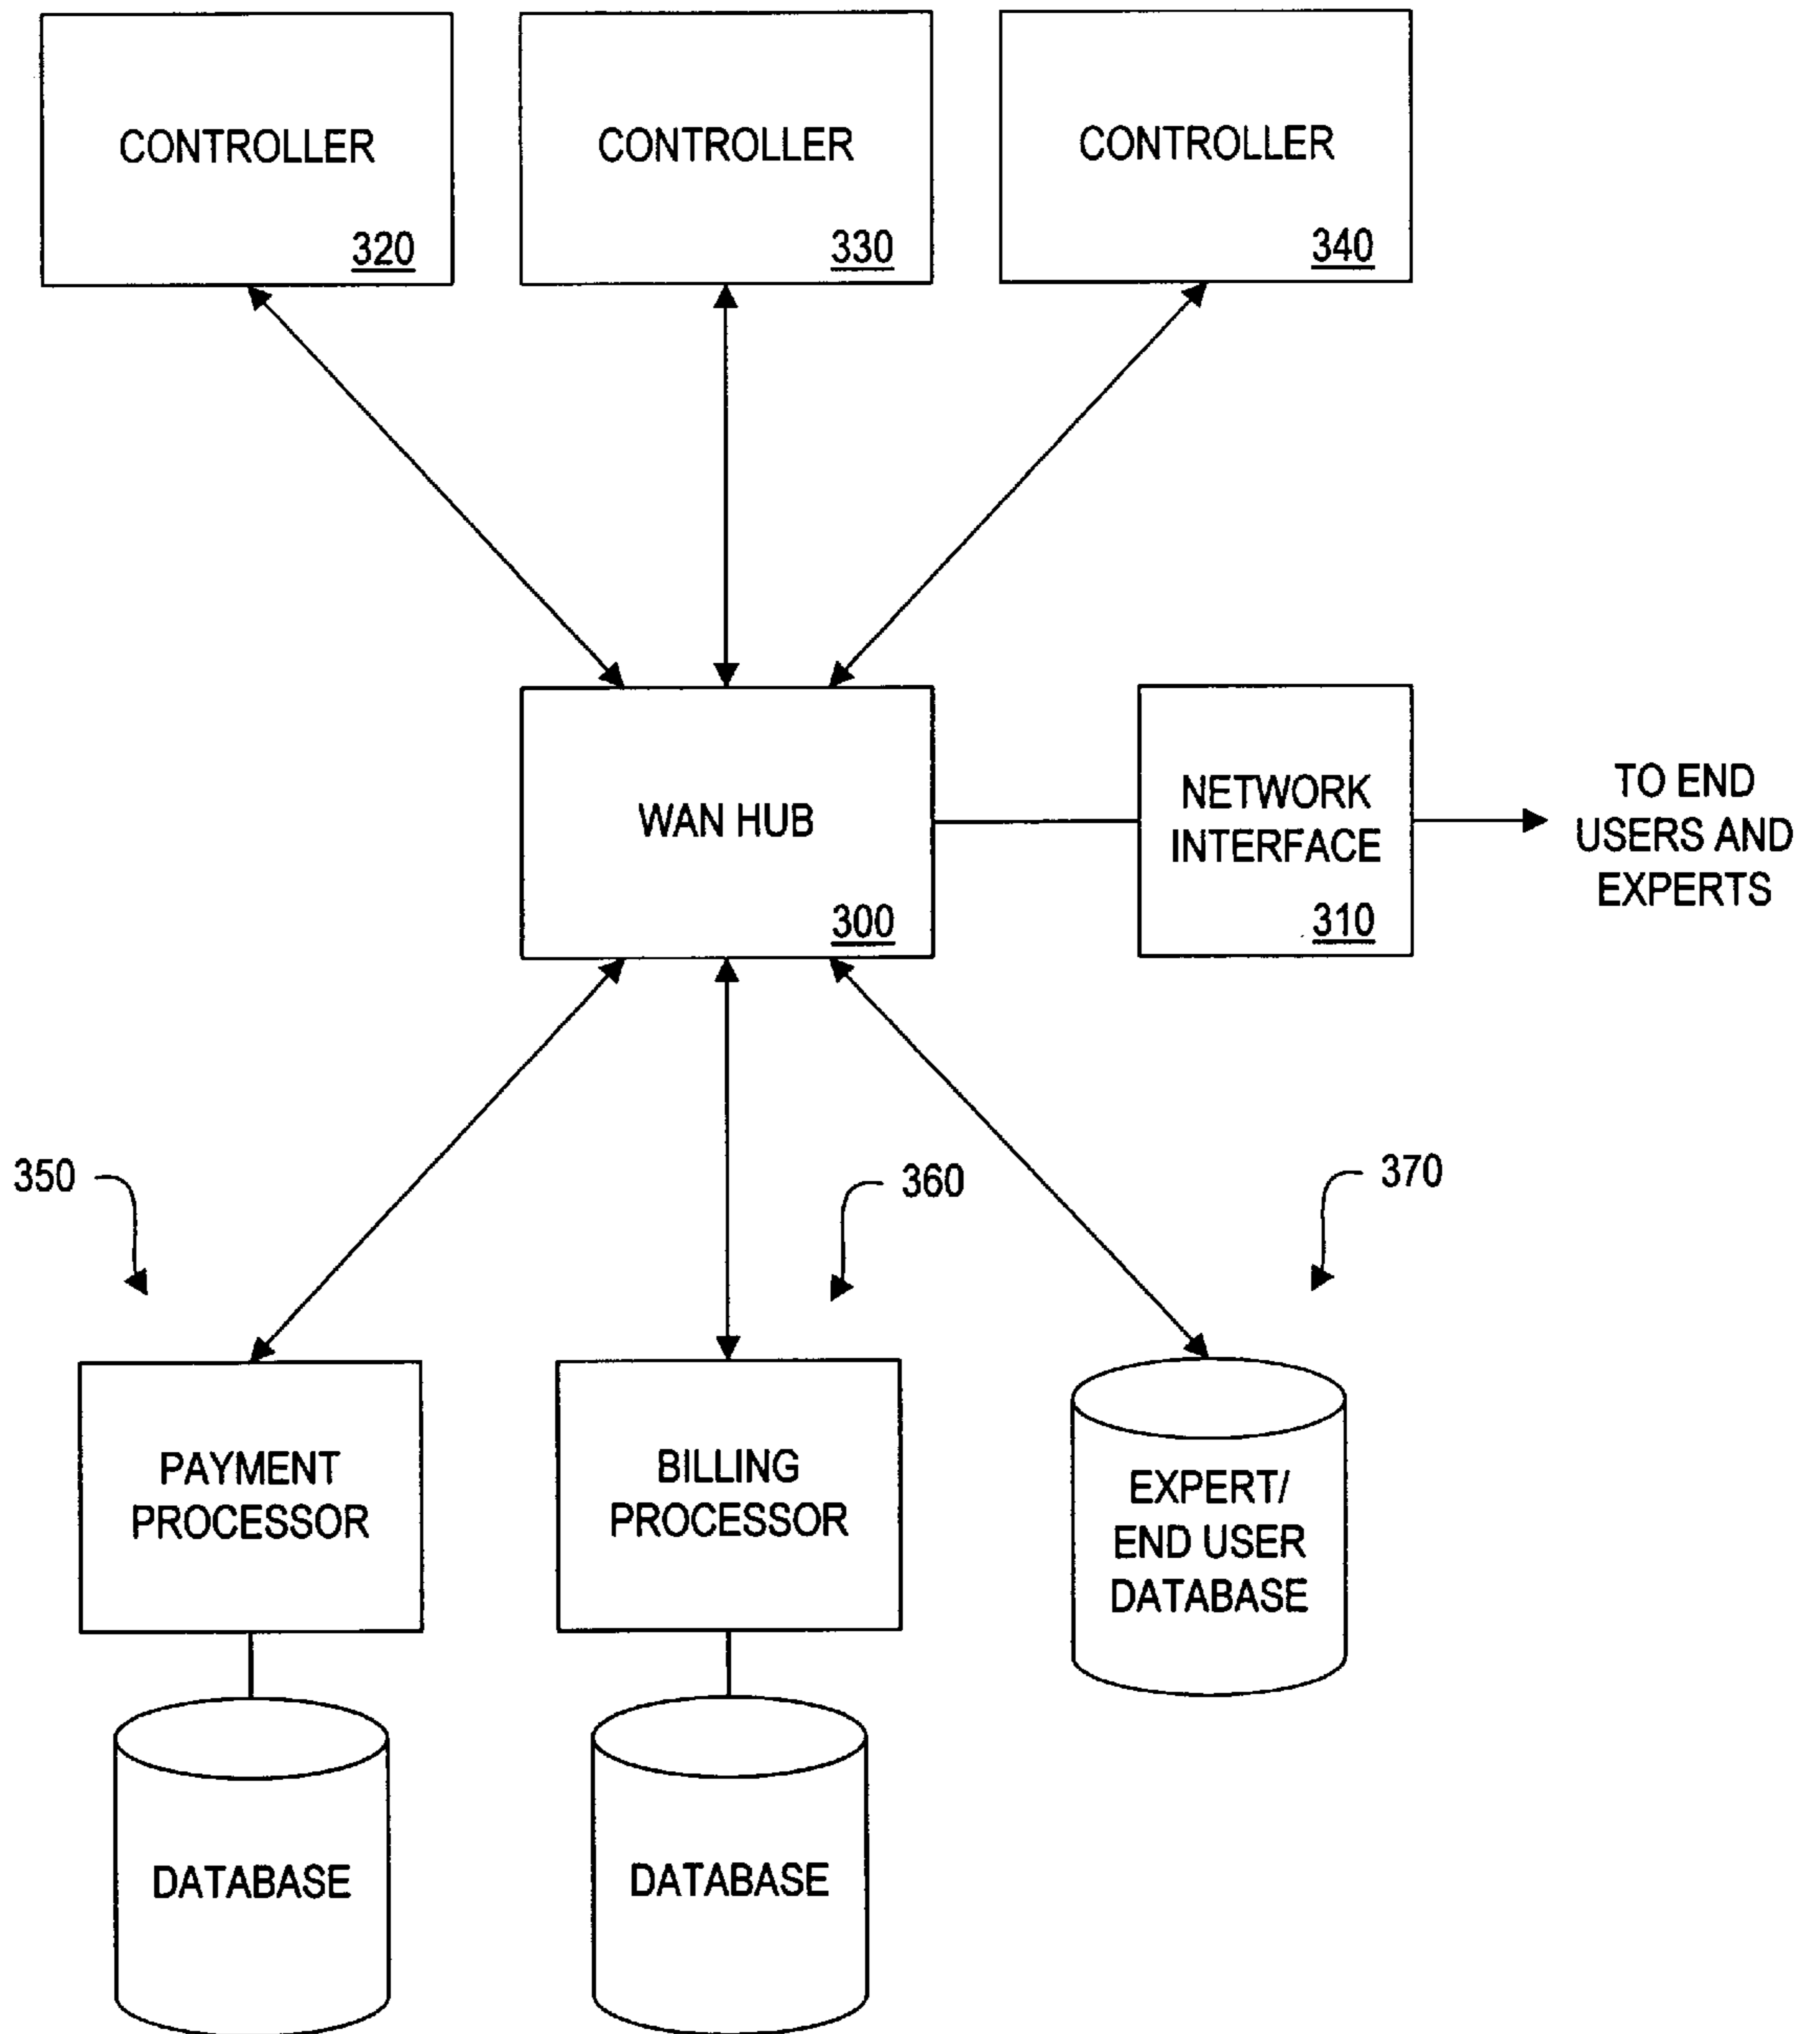 CONTROLLER
320
CONTROLLER
330
CONTROLLER
340
WAN HUB
300
NETWORK
INTERFACE
310
TO END
USERS AND
EXPERTS
350
360
370
PAYMENT
PROCESSOR
BILLING
PROCESSOR
EXPERT/
END USER
DATABASE
DATABASE
DATABASE